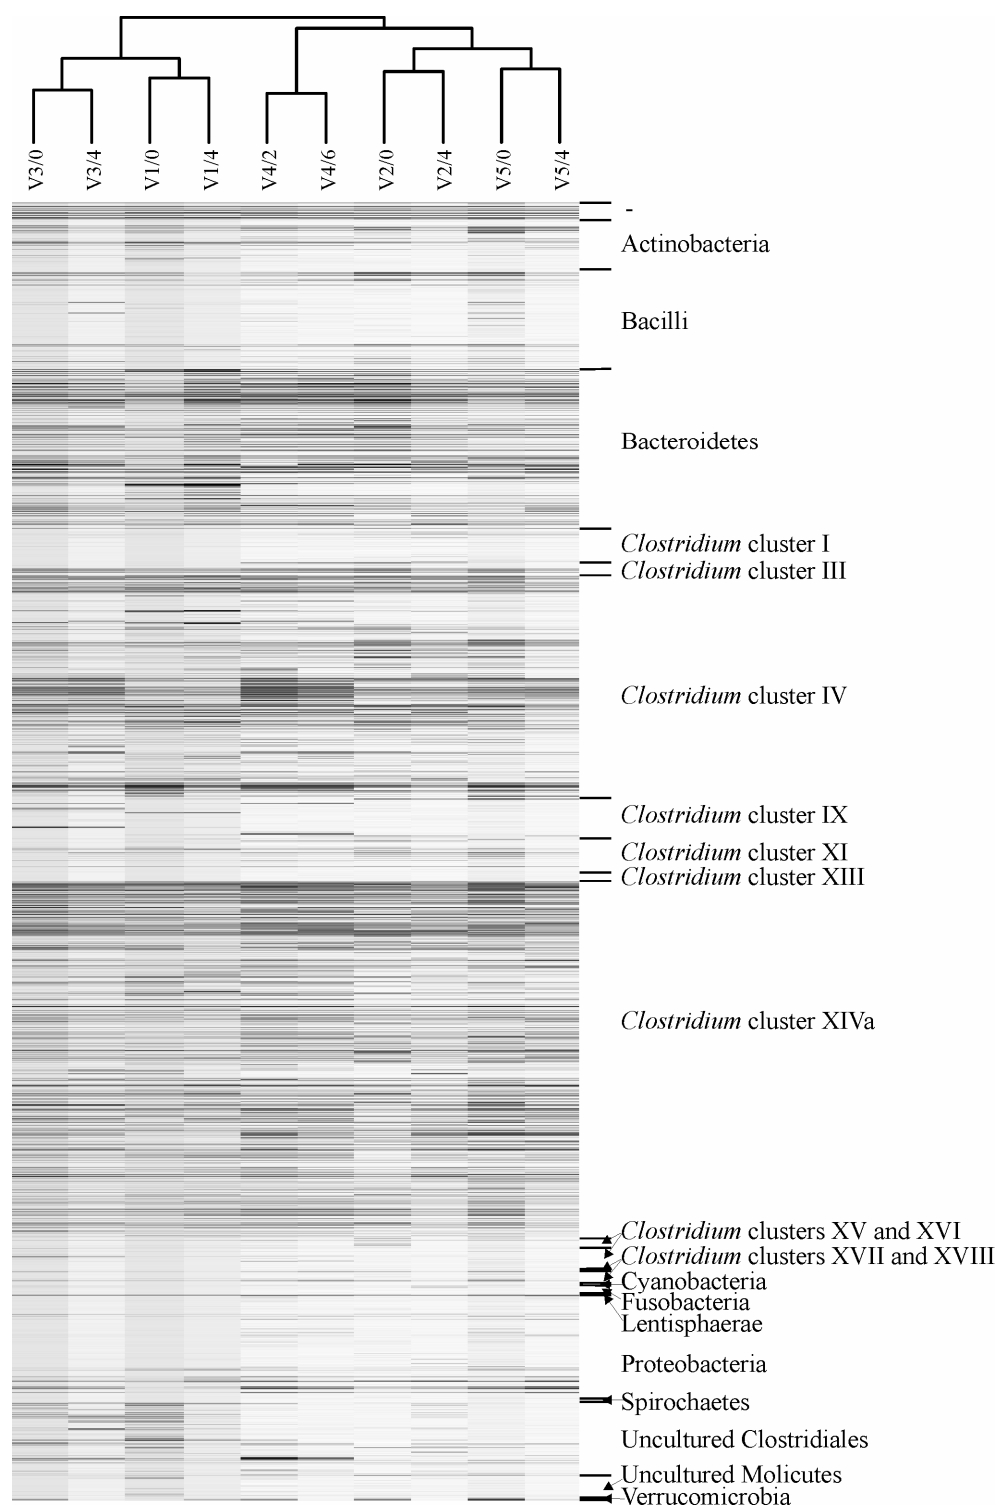 V3/0
V3/4
V1/0
V1/4
V4/2
V4/6
V2/0
V2/4
V5/0
V5/4
-
Actinobacteria
Bacilli
Bacteroidetes
Clostridium cluster I
Clostridium cluster III
Clostridium cluster IV
Clostridium cluster IX
Clostridium cluster XI
Clostridium cluster XIII
Clostridium cluster XIVa
Clostridium clusters XV and XVI
Clostridium clusters XVII and XVIII
Cyanobacteria
Fusobacteria
Lentisphaerae
Proteobacteria
Spirochaetes
Uncultured Clostridiales
Uncultured Molicutes
Verrucomicrobia